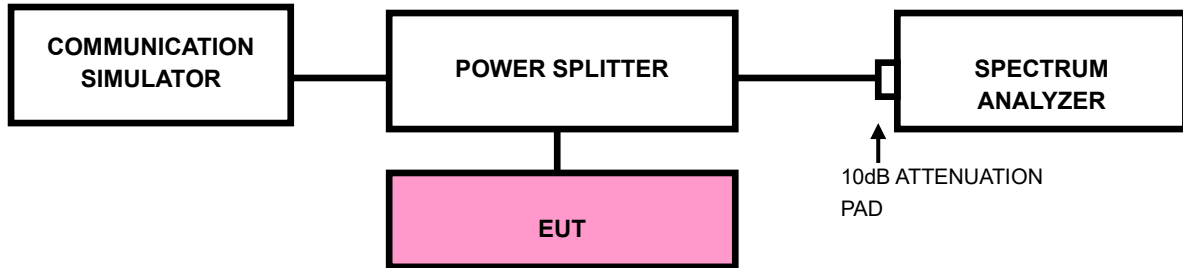 COMMUNICATION
SIMULATOR
POWER SPLITTER
SPECTRUM
ANALYZER
10dB ATTENUATION
PAD
EUT